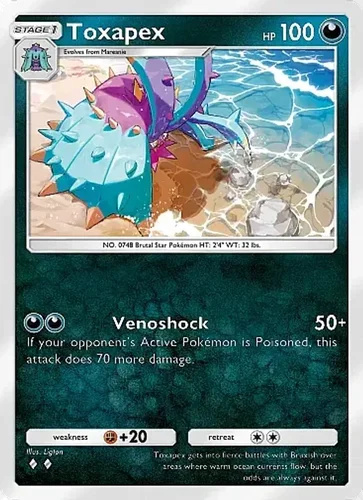 STAGE 1
Toxapex
HP 100
Evolves from Mareanie
NO. 0748 Brutal Star Pokémon HT: 2'4" WT: 32 lbs.
Venoshock 50+
If your opponent's Active Pokémon is Poisoned, this
attack does 70 more damage.
weakness +20 retreat
Illus. Ligton
Toxapex gets into fierce battles with Bruxish over
areas where warm ocean currents flow, but the
odds are always against it.